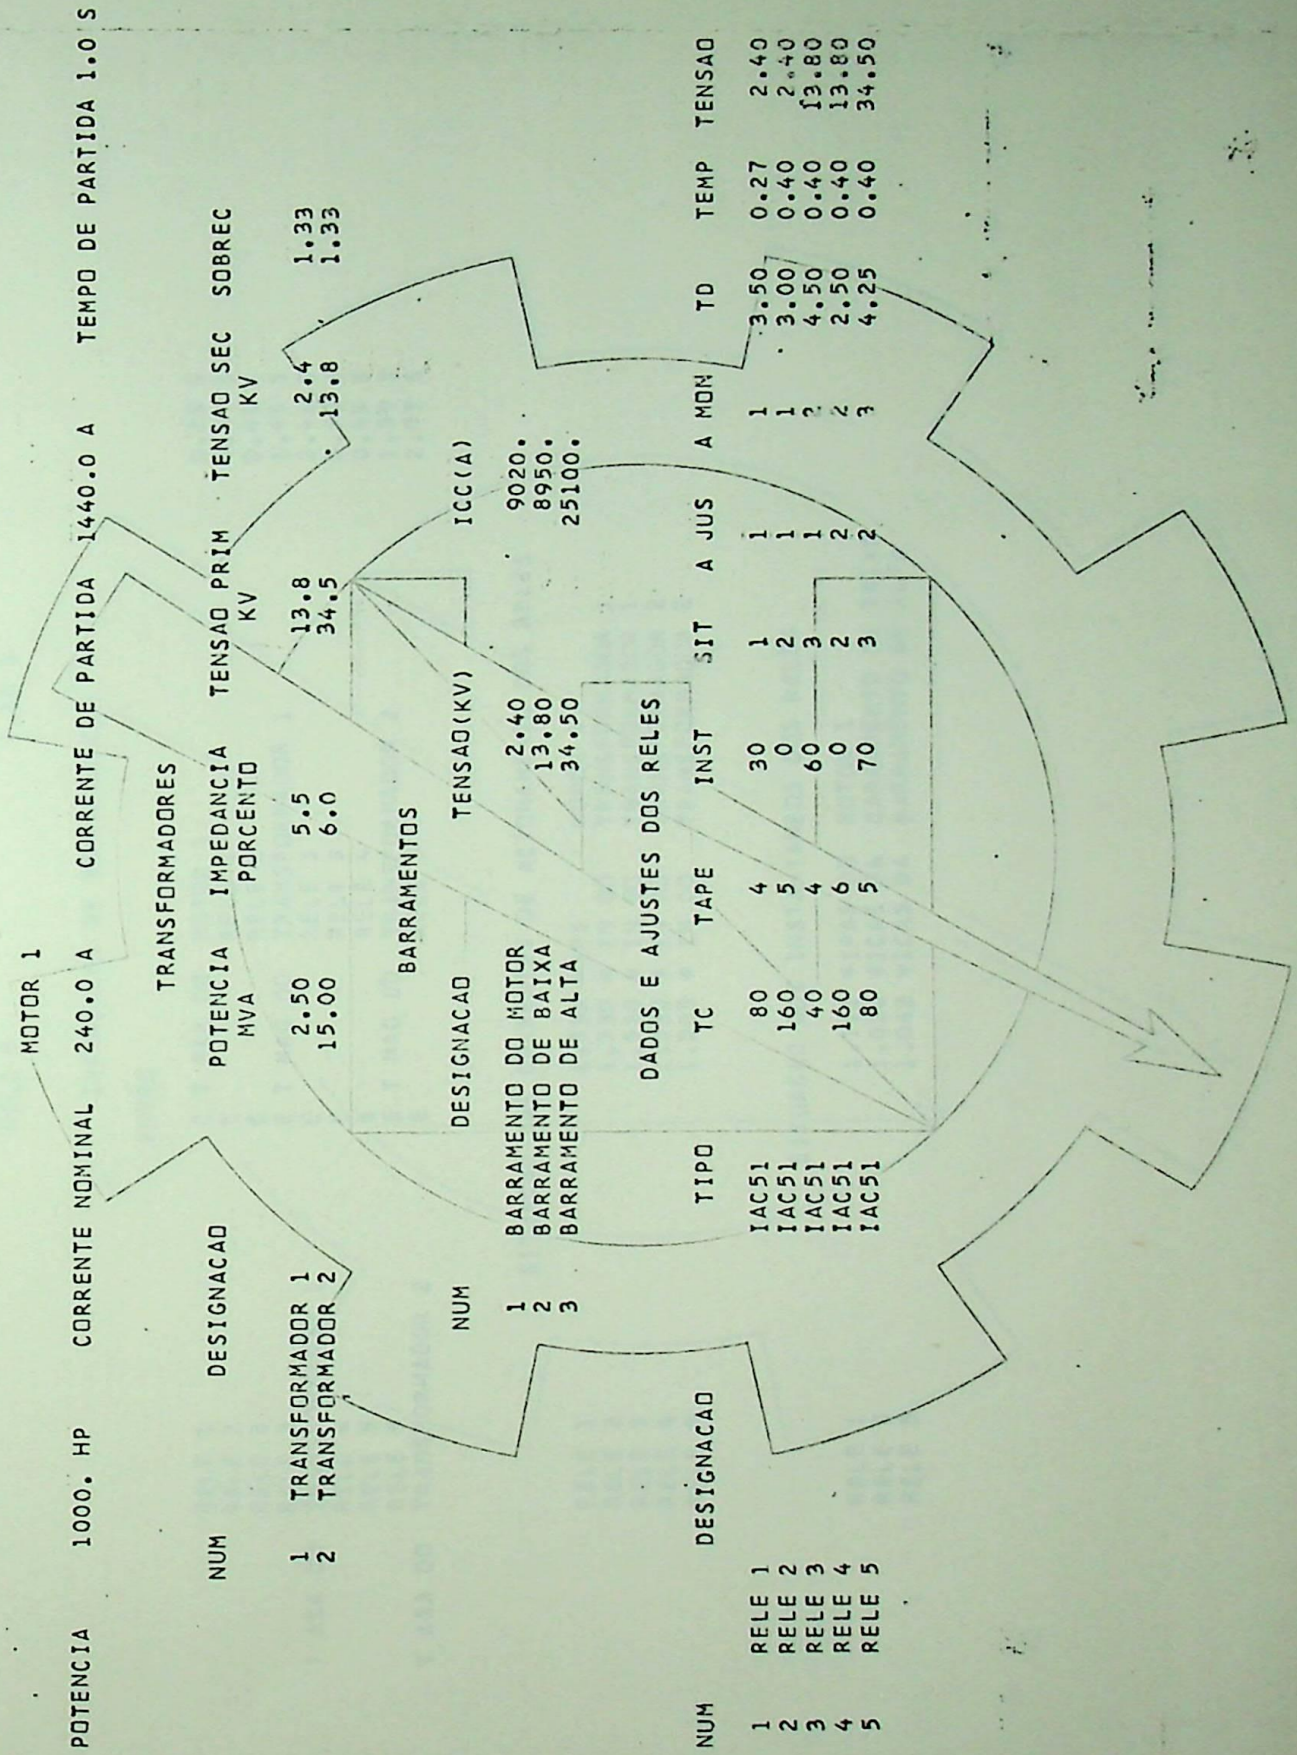 MOTOR 1
POTENCIA 1000. HP CORRENTE NOMINAL 240.0 A CORRENTE DE PARTIDA 1440.0 A TEMPO DE PARTIDA 1.0 S
TRANSFORMADORES
NUM DESIGNACAO POTENCIA IMPEDANCIA TENSAO PRIM TENSAO SEC SOBREC
MVA PORCENTO KV KV
1 TRANSFORMADOR 1 2.50 5.5 13.8 2.4 1.33
2 TRANSFORMADOR 2 15.00 6.0 34.5 13.8 1.33
BARRAMENTOS
NUM DESIGNACAO TENSAO(KV) ICC(A)
1 BARRAMENTO DO MOTOR 2.40 9020.
2 BARRAMENTO DE BAIXA 13.80 8950.
3 BARRAMENTO DE ALTA 34.50 25100.
DADOS E AJUSTES DOS RELES
NUM DESIGNACAO TIPO TC TAPE INST SIT A JUS A MON TD TEMP TENSAO
1 RELE 1 IAC51 80 4 30 1 1 1 3.50 0.27 2.40
2 RELE 2 IAC51 160 5 0 2 1 1 3.00 0.40 2.40
3 RELE 3 IAC51 40 4 60 3 1 2 4.50 0.40 13.80
4 RELE 4 IAC51 160 6 0 2 2 2 2.50 0.40 13.80
5 RELE 5 IAC51 80 5 70 3 2 3 4.25 0.40 34.50